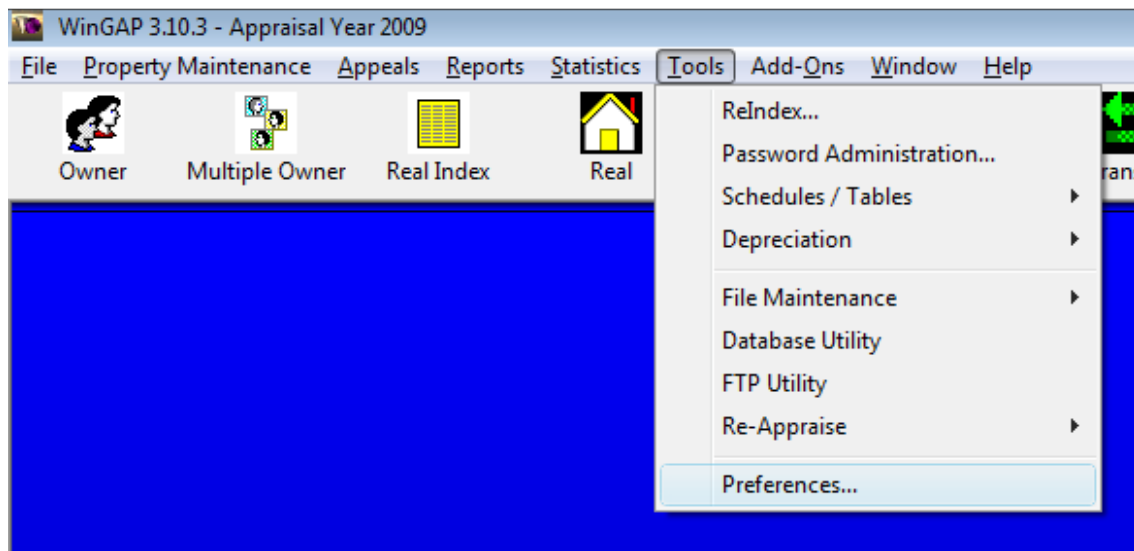 WinGAP 3.10.3 - Appraisal Year 2009
File Property Maintenance Appeals Reports Statistics Tools Add-Ons Window Help
Owner Multiple Owner Real Index Real
ReIndex...
Password Administration...
Schedules / Tables
Depreciation
File Maintenance
Database Utility
FTP Utility
Re-Appraise
Preferences...